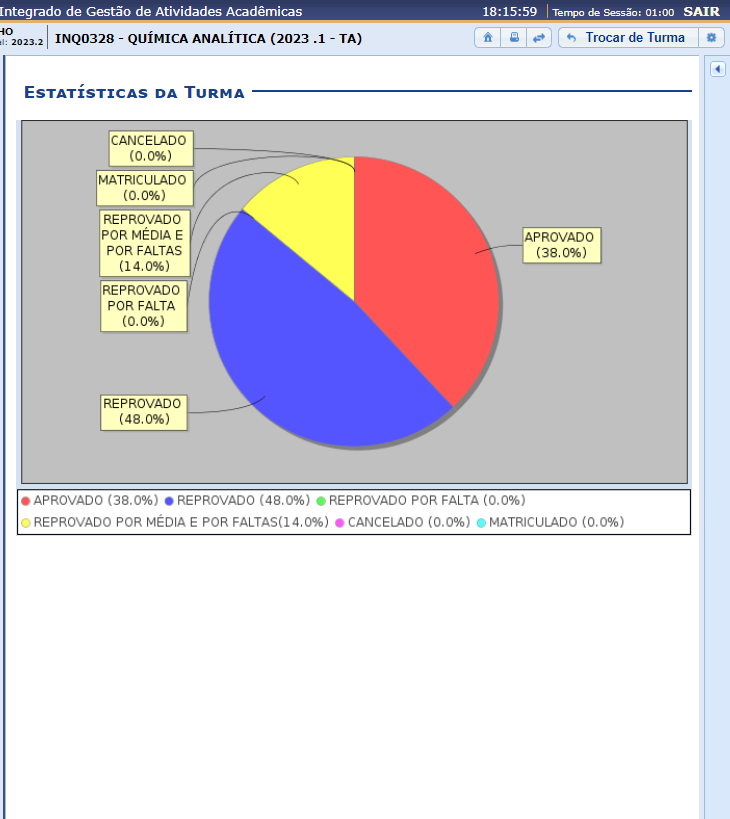 Integrado de Gestão de Atividades Acadêmicas 18:15:59 Tempo de Sessão: 01:00 SAIR
2023.2 INQ0328 - QUÍMICA ANALÍTICA (2023 .1 - TA) Trocar de Turma
ESTATÍSTICAS DA TURMA
CANCELADO
(0.0%)
MATRICULADO
(0.0%)
REPROVADO
POR MÉDIA E
POR FALTAS
(14.0%)
REPROVADO
POR FALTA
(0.0%)
REPROVADO
(48.0%)
APROVADO
(38.0%)
APROVADO (38.0%) REPROVADO (48.0%) REPROVADO POR FALTA (0.0%)
REPROVADO POR MÉDIA E POR FALTAS(14.0%) CANCELADO (0.0%) MATRICULADO (0.0%)